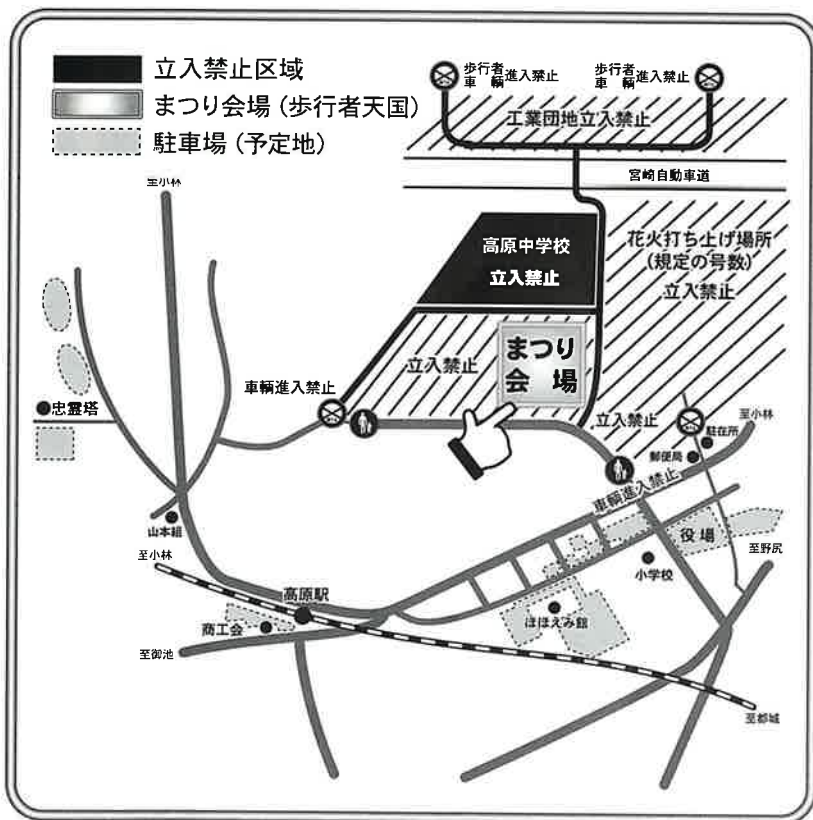 立入禁止区域
まつり会場（歩行者天国）
駐車場（予定地）
歩行者
車輌進入禁止
歩行者
車輌進入禁止
工業団地立入禁止
宮崎自動車道
至小林
高原中学校
立入禁止
花火打ち上げ場所
（規定の号数）
立入禁止
立入禁止
まつり
会場
車輌進入禁止
忠霊塔
立入禁止
至小林
駐在所
郵便局
車輌進入禁止
山本組
役場
至小林
至野尻
小学校
高原駅
ほほえみ館
商工会
至御池
至都城